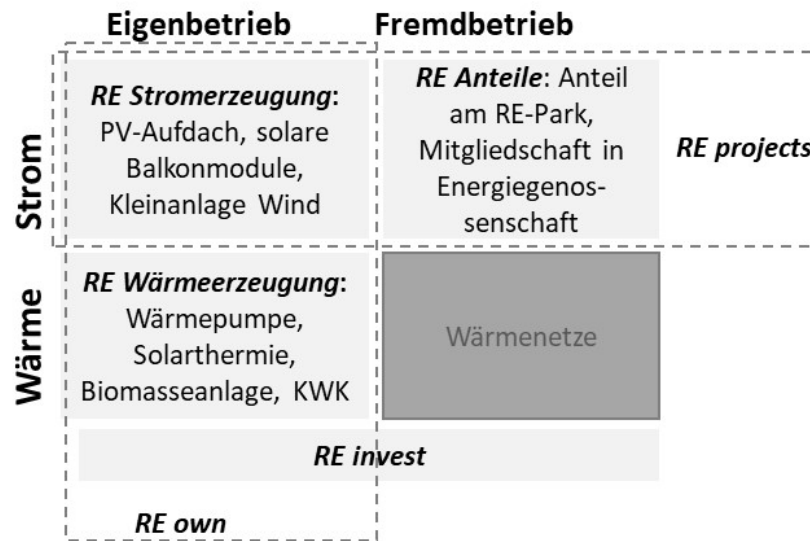 Eigenbetrieb Fremdbetrieb
Strom
RE Stromerzeugung:
PV-Aufdach, solare
Balkonmodule,
Kleinanlage Wind
RE Anteile: Anteil
am RE-Park,
Mitgliedschaft in
Energiegenos-
senschaft
RE projects
Wärme
RE Wärmeerzeugung:
Wärmepumpe,
Solarthermie,
Biomasseanlage, KWK
Wärmenetze
RE invest
RE own